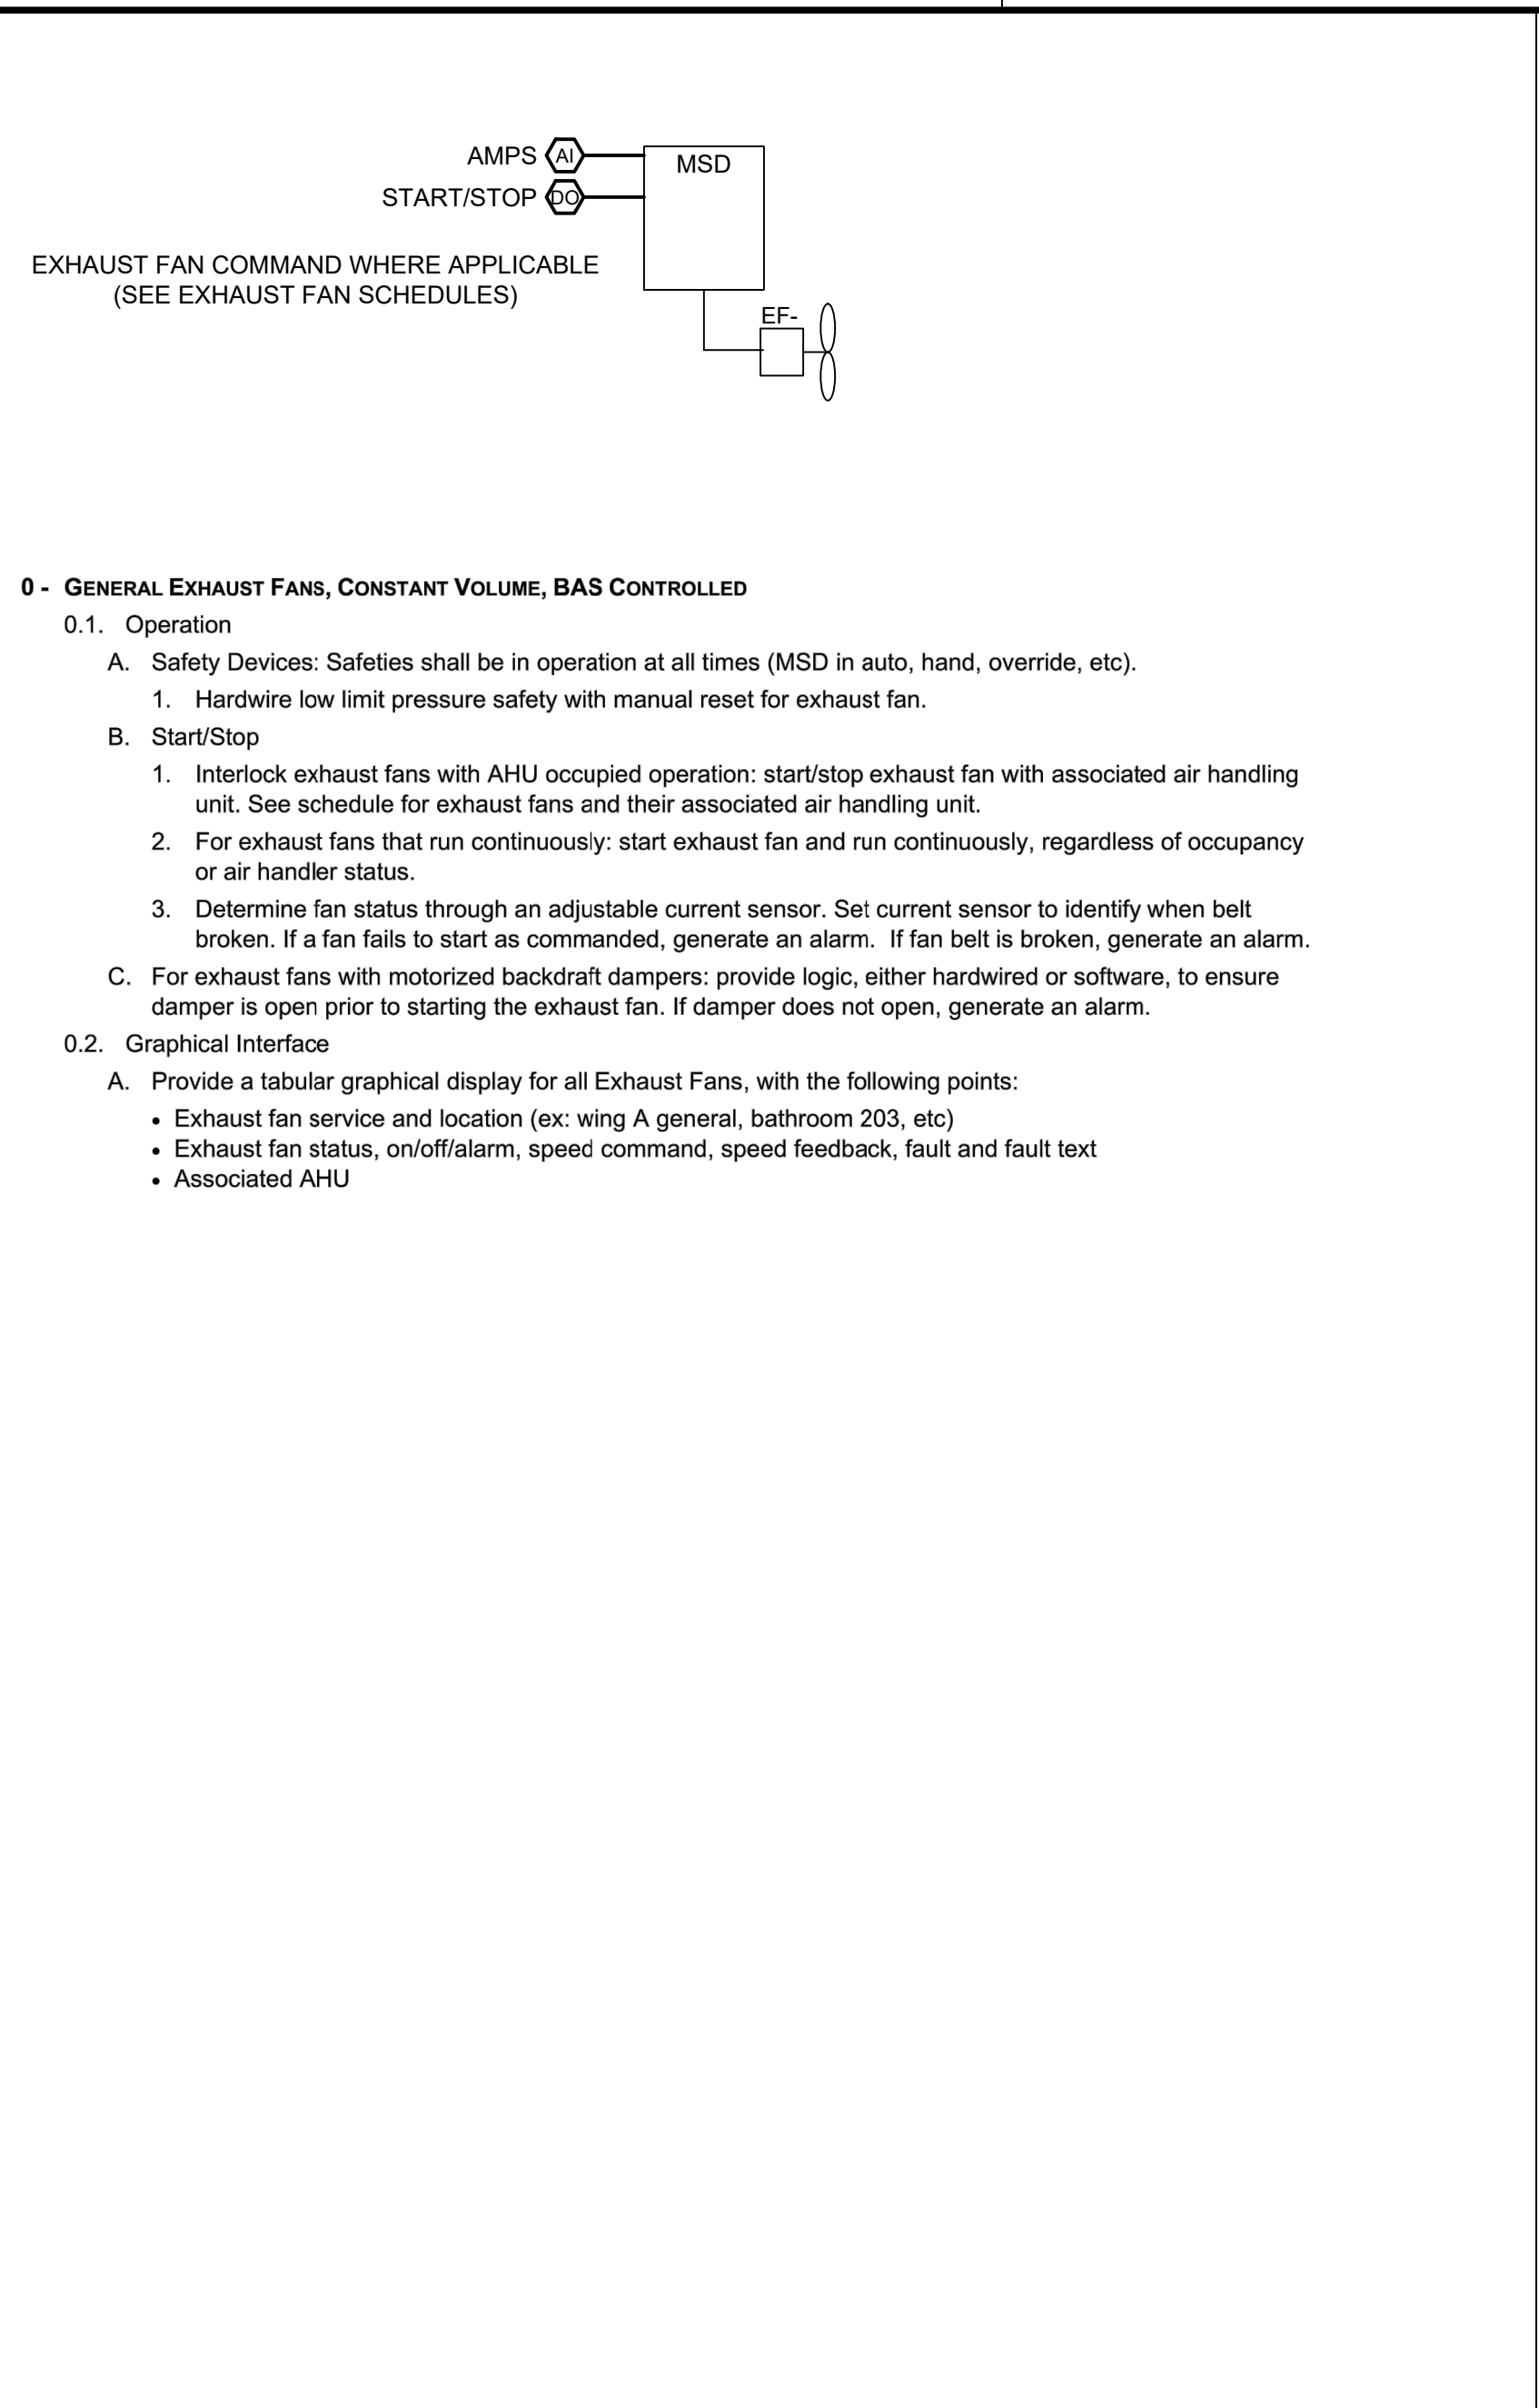 AMPS AI
MSD
START/STOP DO
EXHAUST FAN COMMAND WHERE APPLICABLE
(SEE EXHAUST FAN SCHEDULES)
EF-
0 - GENERAL EXHAUST FANS, CONSTANT VOLUME, BAS CONTROLLED
0.1. Operation
A. Safety Devices: Safeties shall be in operation at all times (MSD in auto, hand, override, etc).
1. Hardwire low limit pressure safety with manual reset for exhaust fan.
B. Start/Stop
1. Interlock exhaust fans with AHU occupied operation: start/stop exhaust fan with associated air handling
unit. See schedule for exhaust fans and their associated air handling unit.
2. For exhaust fans that run continuously: start exhaust fan and run continuously, regardless of occupancy
or air handler status.
3. Determine fan status through an adjustable current sensor. Set current sensor to identify when belt
broken. If a fan fails to start as commanded, generate an alarm.  If fan belt is broken, generate an alarm.
C. For exhaust fans with motorized backdraft dampers: provide logic, either hardwired or software, to ensure
damper is open prior to starting the exhaust fan. If damper does not open, generate an alarm.
0.2. Graphical Interface
A. Provide a tabular graphical display for all Exhaust Fans, with the following points:
• Exhaust fan service and location (ex: wing A general, bathroom 203, etc)
• Exhaust fan status, on/off/alarm, speed command, speed feedback, fault and fault text
• Associated AHU